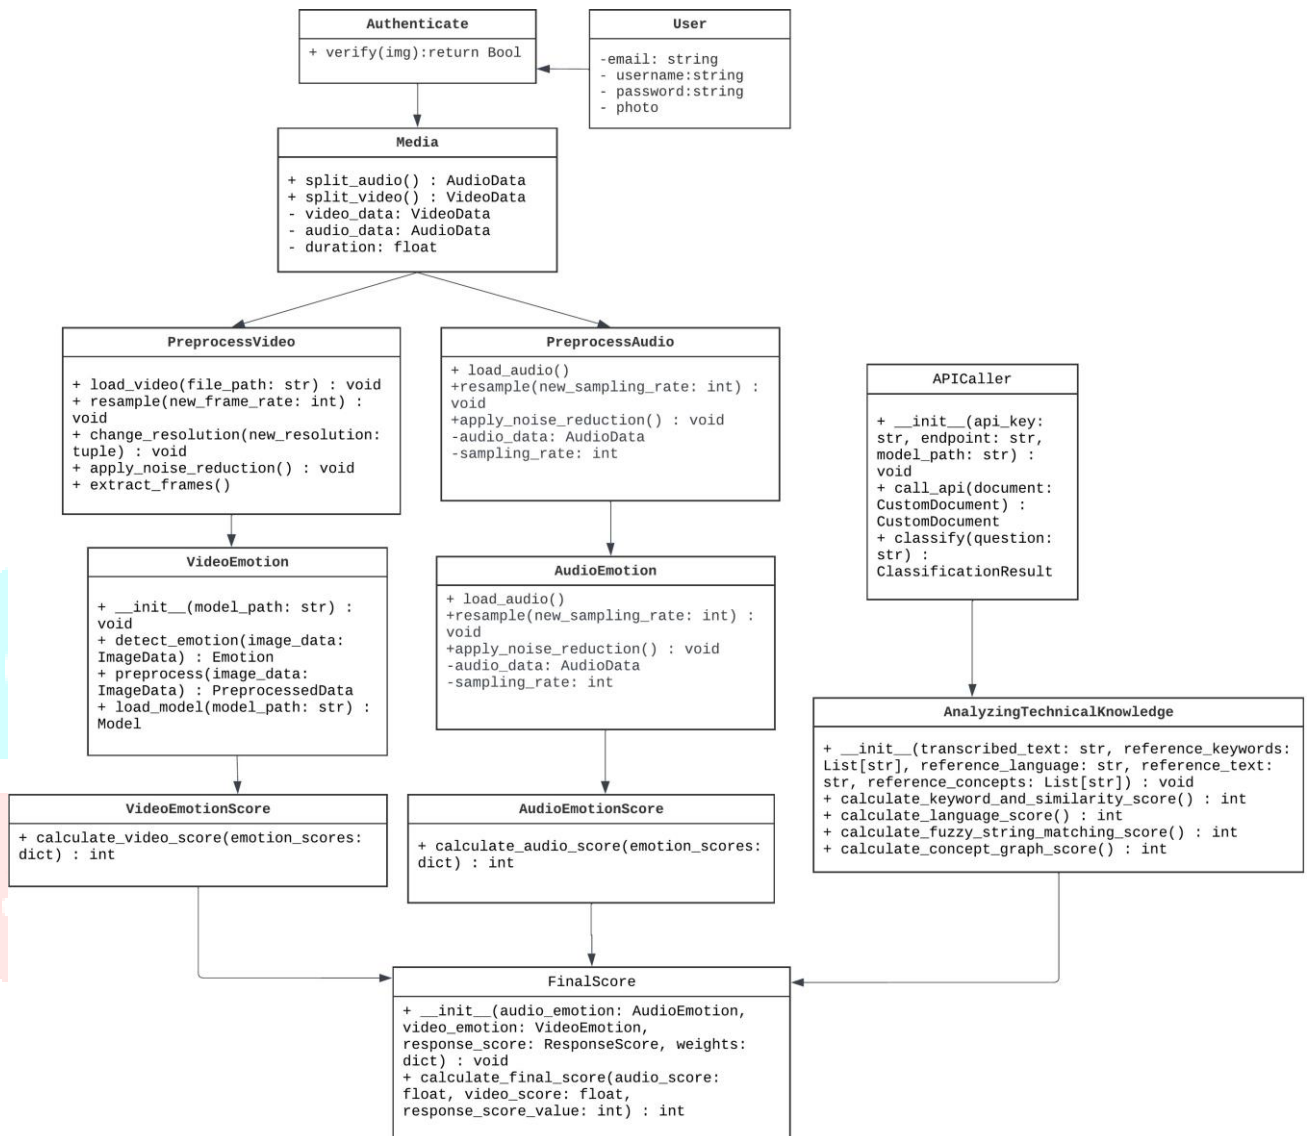 Authenticate
+ verify(img):return Bool
User
-email: string
- username:string
- password:string
- photo
Media
+ split_audio() : AudioData
+ split_video() : VideoData
- video_data: VideoData
- audio_data: AudioData
- duration: float
PreprocessVideo
+ load_video(file_path: str) : void
+ resample(new_frame_rate: int) :
void
+ change_resolution(new_resolution:
tuple) : void
+ apply_noise_reduction() : void
+ extract_frames()
PreprocessAudio
+ load_audio()
+resample(new_sampling_rate: int) :
void
+apply_noise_reduction() : void
-audio_data: AudioData
-sampling_rate: int
APICaller
+ __init__(api_key:
str, endpoint: str,
model_path: str) :
void
+ call_api(document:
CustomDocument) :
CustomDocument
+ classify(question:
str) :
ClassificationResult
VideoEmotion
+ __init__(model_path: str) :
void
+ detect_emotion(image_data:
ImageData) : Emotion
+ preprocess(image_data:
ImageData) : PreprocessedData
+ load_model(model_path: str) :
Model
AudioEmotion
+ load_audio()
+resample(new_sampling_rate: int) :
void
+apply_noise_reduction() : void
-audio_data: AudioData
-sampling_rate: int
AnalyzingTechnicalKnowledge
+ __init__(transcribed_text: str, reference_keywords:
List[str], reference_language: str, reference_text:
str, reference_concepts: List[str]) : void
+ calculate_keyword_and_similarity_score() : int
+ calculate_language_score() : int
+ calculate_fuzzy_string_matching_score() : int
+ calculate_concept_graph_score() : int
VideoEmotionScore
+ calculate_video_score(emotion_scores:
dict) : int
AudioEmotionScore
+ calculate_audio_score(emotion_scores:
dict) : int
FinalScore
+ __init__(audio_emotion: AudioEmotion,
video_emotion: VideoEmotion,
response_score: ResponseScore, weights:
dict) : void
+ calculate_final_score(audio_score:
float, video_score: float,
response_score_value: int) : int